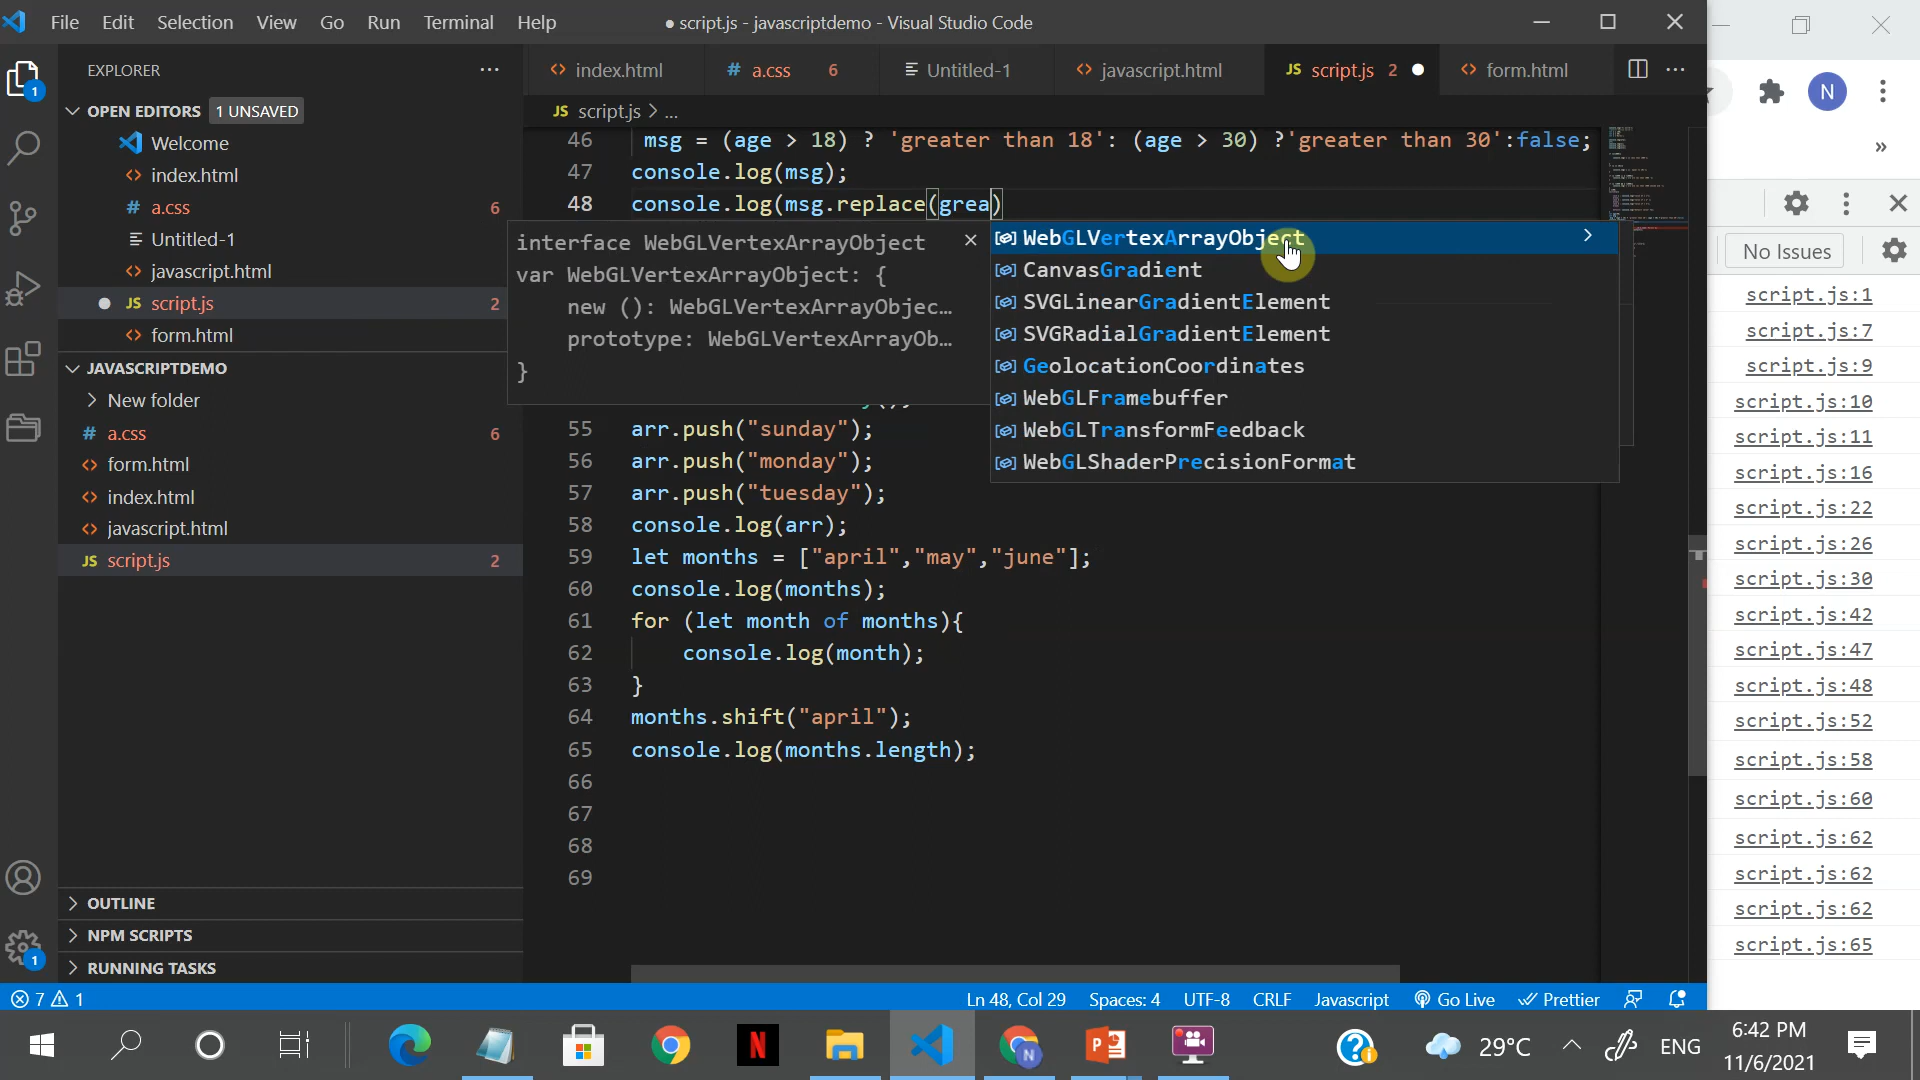 File Edit Selection View Go Run Terminal Help
● script.js - javascriptdemo - Visual Studio Code
EXPLORER
OPEN EDITORS 1 UNSAVED
Welcome
index.html
a.css 6
Untitled-1
javascript.html
JS script.js 2
form.html
JAVASCRIPTDEMO
New folder
a.css 6
form.html
index.html
javascript.html
JS script.js 2
OUTLINE
NPM SCRIPTS
RUNNING TASKS
1
1
index.html # a.css 6 Untitled-1 javascript.html JS script.js 2 form.html
JS script.js > ...
46 msg = (age > 18) ? 'greater than 18': (age > 30) ?'greater than 30':false;
47 console.log(msg);
48 console.log(msg.replace(grea)
interface WebGLVertexArrayObject
var WebGLVertexArrayObject: {
new (): WebGLVertexArrayObjec...
prototype: WebGLVertexArrayOb...
}
WebGLVertexArrayObject
CanvasGradient
SVGLinearGradientElement
SVGRadialGradientElement
GeolocationCoordinates
WebGLFramebuffer
WebGLTransformFeedback
WebGLShaderPrecisionFormat
55 arr.push("sunday");
56 arr.push("monday");
57 arr.push("tuesday");
58 console.log(arr);
59 let months = ["april","may","june"];
60 console.log(months);
61 for (let month of months){
62 console.log(month);
63 }
64 months.shift("april");
65 console.log(months.length);
66
67
68
69
N
No Issues
script.js:1
script.js:7
script.js:9
script.js:10
script.js:11
script.js:16
script.js:22
script.js:26
script.js:30
script.js:42
script.js:47
script.js:48
script.js:52
script.js:58
script.js:60
script.js:62
script.js:62
script.js:62
script.js:65
7 1 Ln 48, Col 29 Spaces: 4 UTF-8 CRLF Javascript Go Live Prettier
29°C ENG 6:42 PM
11/6/2021